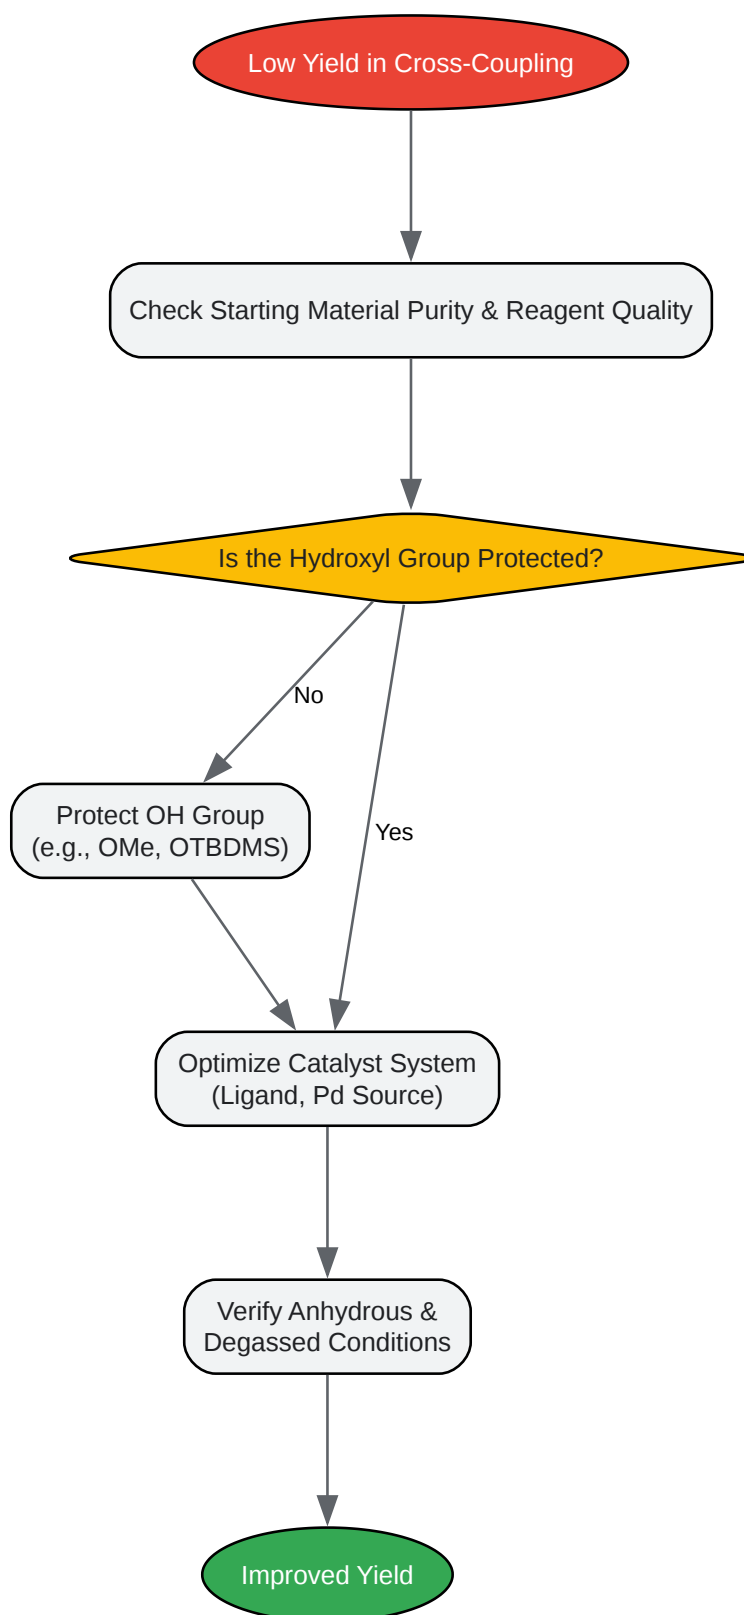 Low Yield in Cross-Coupling
Check Starting Material Purity & Reagent Quality
Is the Hydroxyl Group Protected?
No
Protect OH Group
(e.g., OMe, OTBDMS)
Yes
Optimize Catalyst System
(Ligand, Pd Source)
Verify Anhydrous &
Degassed Conditions
Improved Yield